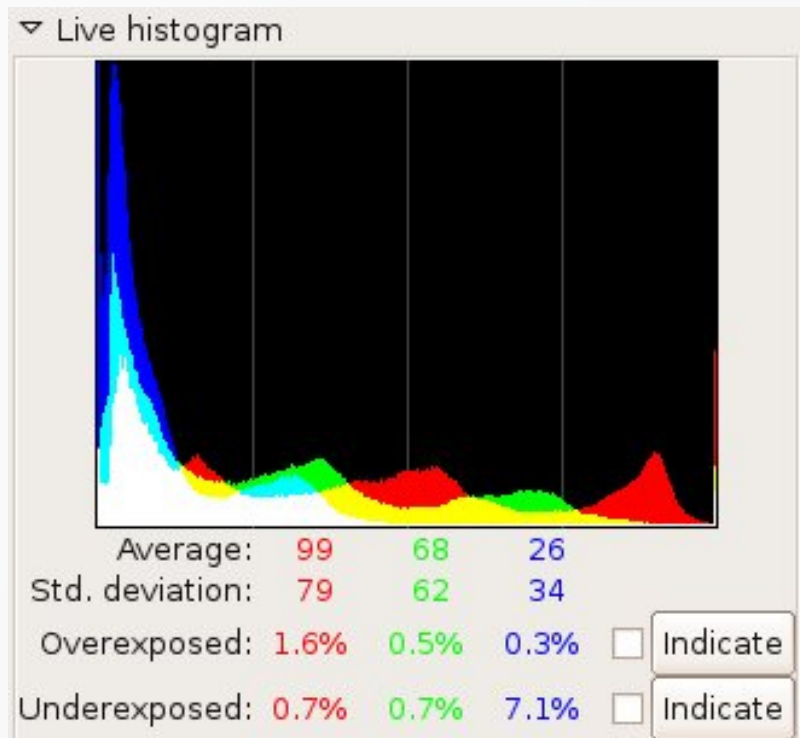 Live histogram
Average: 99 68 26
Std. deviation: 79 62 34
Overexposed: 1.6% 0.5% 0.3% Indicate
Underexposed: 0.7% 0.7% 7.1% Indicate